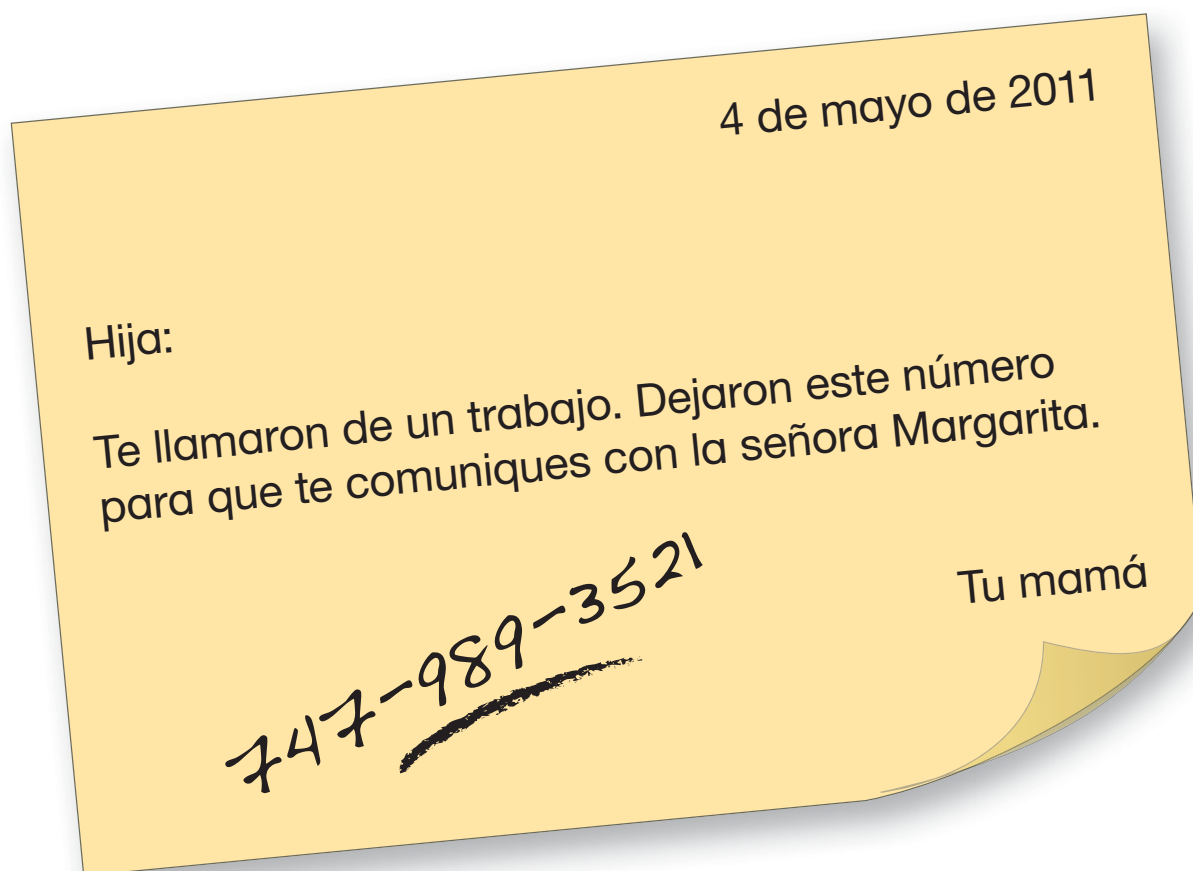 4 de mayo de 2011
Hija:
Te llamaron de un trabajo. Dejaron este número
para que te comuniques con la señora Margarita.
747-989-3521
Tu mamá